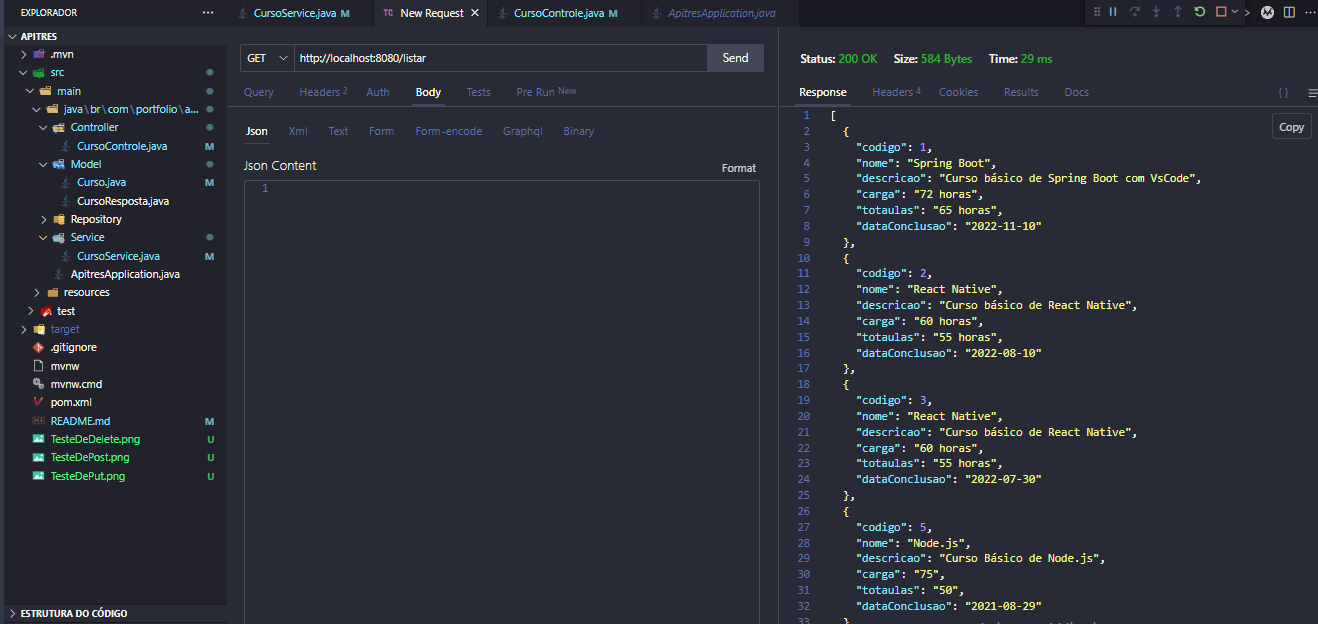 EXPLORADOR ···
CursoService.java M
TC New Request ×
CursoControle.java M
ApitresApplication.java
APITRES
.mvn
src
main
java\br\com\portfolio\a...
Controller
CursoControle.java M
Model
Curso.java M
CursoResposta.java
Repository
Service
CursoService.java M
ApitresApplication.java
resources
test
target
.gitignore
mvnw
mvnw.cmd
pom.xml
README.md M
TesteDeDelete.png U
TesteDePost.png U
TesteDePut.png U
ESTRUTURA DO CÓDIGO
GET http://localhost:8080/listar Send
Query Headers 2 Auth Body Tests Pre Run New
Json Xml Text Form Form-encode Graphql Binary
Json Content Format
1
Status: 200 OK Size: 584 Bytes Time: 29 ms
Response Headers 4 Cookies Results Docs {}
Copy
1 [
2 {
3 "codigo": 1,
4 "nome": "Spring Boot",
5 "descricao": "Curso básico de Spring Boot com VsCode",
6 "carga": "72 horas",
7 "totaulas": "65 horas",
8 "dataConclusao": "2022-11-10"
9 },
10 {
11 "codigo": 2,
12 "nome": "React Native",
13 "descricao": "Curso básico de React Native",
14 "carga": "60 horas",
15 "totaulas": "55 horas",
16 "dataConclusao": "2022-08-10"
17 },
18 {
19 "codigo": 3,
20 "nome": "React Native",
21 "descricao": "Curso básico de React Native",
22 "carga": "60 horas",
23 "totaulas": "55 horas",
24 "dataConclusao": "2022-07-30"
25 },
26 {
27 "codigo": 5,
28 "nome": "Node.js",
29 "descricao": "Curso Básico de Node.js",
30 "carga": "75",
31 "totaulas": "50",
32 "dataConclusao": "2021-08-29"
33 }